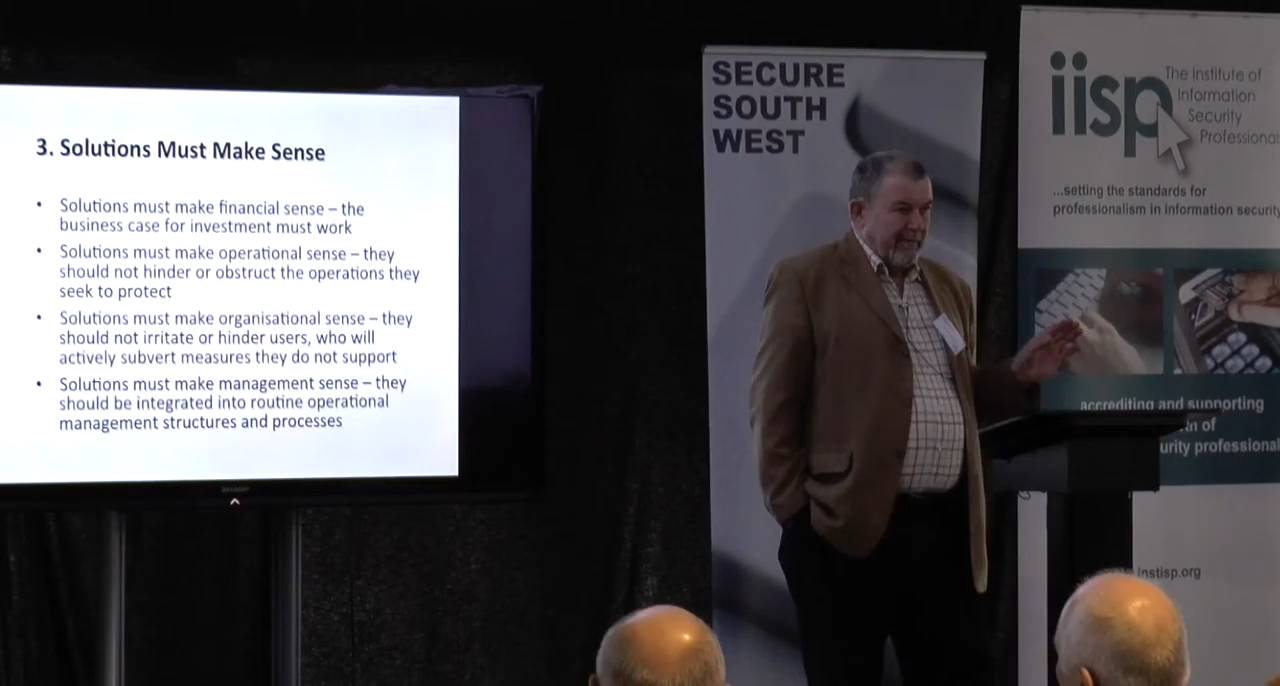 3. Solutions Must Make Sense
• Solutions must make financial sense – the
business case for investment must work
• Solutions must make operational sense – they
should not hinder or obstruct the operations they
seek to protect
• Solutions must make organisational sense – they
should not irritate or hinder users, who will
actively subvert measures they do not support
• Solutions must make management sense – they
should be integrated into routine operational
management structures and processes
SECURE
SOUTH
WEST
iisp
The Institute of
Information
Security
Professional
...setting the standards for
professionalism in information security
accrediting and supporting
of
urity professional
instisp.org